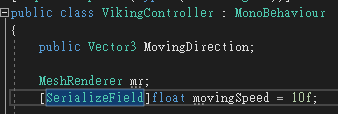 public class VikingController : MonoBehaviour
{
public Vector3 MovingDirection;
MeshRenderer mr;
[SerializeField]float movingSpeed = 10f;